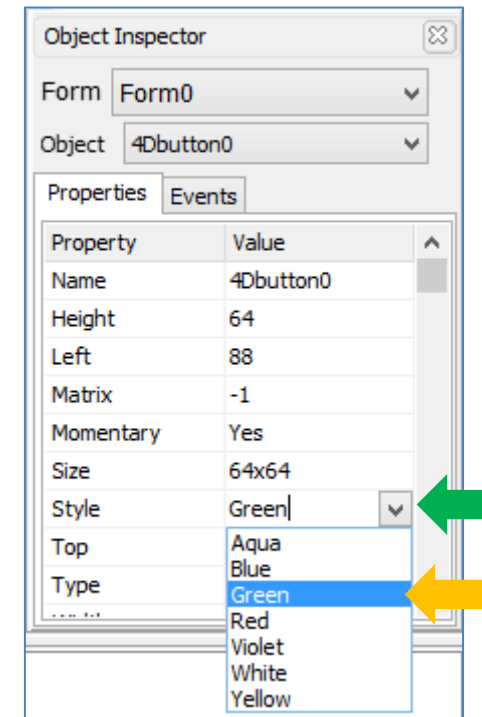 Object Inspector
Form Form0
Object 4Dbutton0
Properties Events
Property Value
Name 4Dbutton0
Height 64
Left 88
Matrix -1
Momentary Yes
Size 64x64
Style Green
Top
Type
Aqua
Blue
Green
Red
Violet
White
Yellow